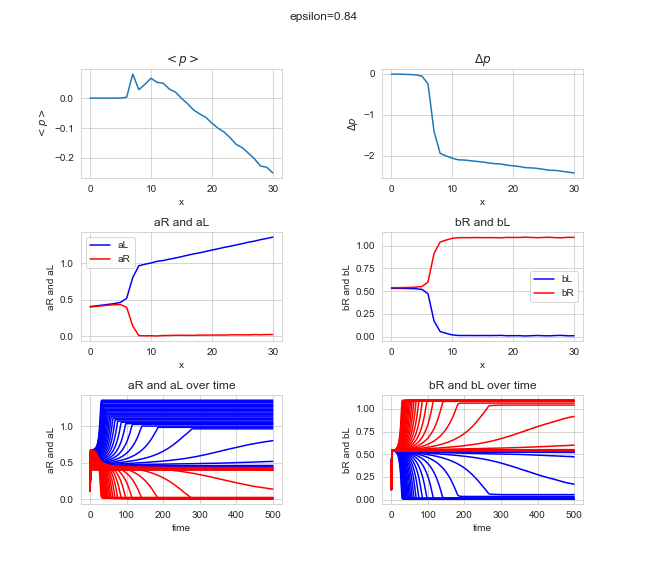 epsilon=0.84
< p >
Δp
< p >
0.0
−0.1
−0.2
0
10
20
30
x
Δp
0
−1
−2
0
10
20
30
x
aR and aL
bR and bL
aR and aL
1.0
0.5
0.0
aL
aR
0
10
20
30
x
bR and bL
1.00
0.75
0.50
0.25
0.00
bL
bR
0
10
20
30
x
aR and aL over time
bR and bL over time
aR and aL
1.0
0.5
0.0
0
100
200
300
400
500
time
bR and bL
1.00
0.75
0.50
0.25
0.00
0
100
200
300
400
500
time